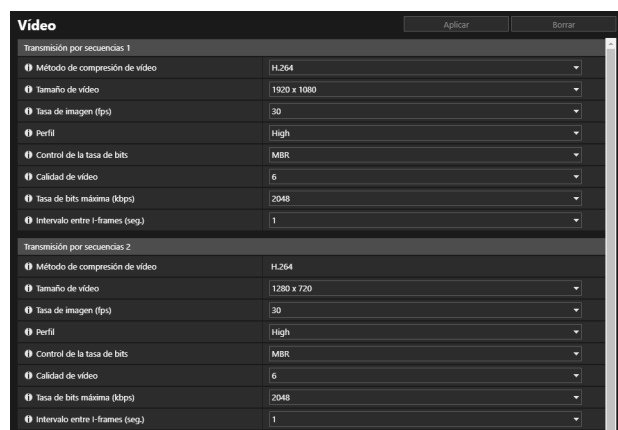 Vídeo
Aplicar Borrar
Transmisión por secuencias 1
Método de compresión de vídeo H.264
Tamaño de vídeo 1920 x 1080
Tasa de imagen (fps) 30
Perfil High
Control de la tasa de bits MBR
Calidad de vídeo 6
Tasa de bits máxima (kbps) 2048
Intervalo entre I-frames (seg.) 1
Transmisión por secuencias 2
Método de compresión de vídeo H.264
Tamaño de vídeo 1280 x 720
Tasa de imagen (fps) 30
Perfil High
Control de la tasa de bits MBR
Calidad de vídeo 6
Tasa de bits máxima (kbps) 2048
Intervalo entre I-frames (seg.) 1